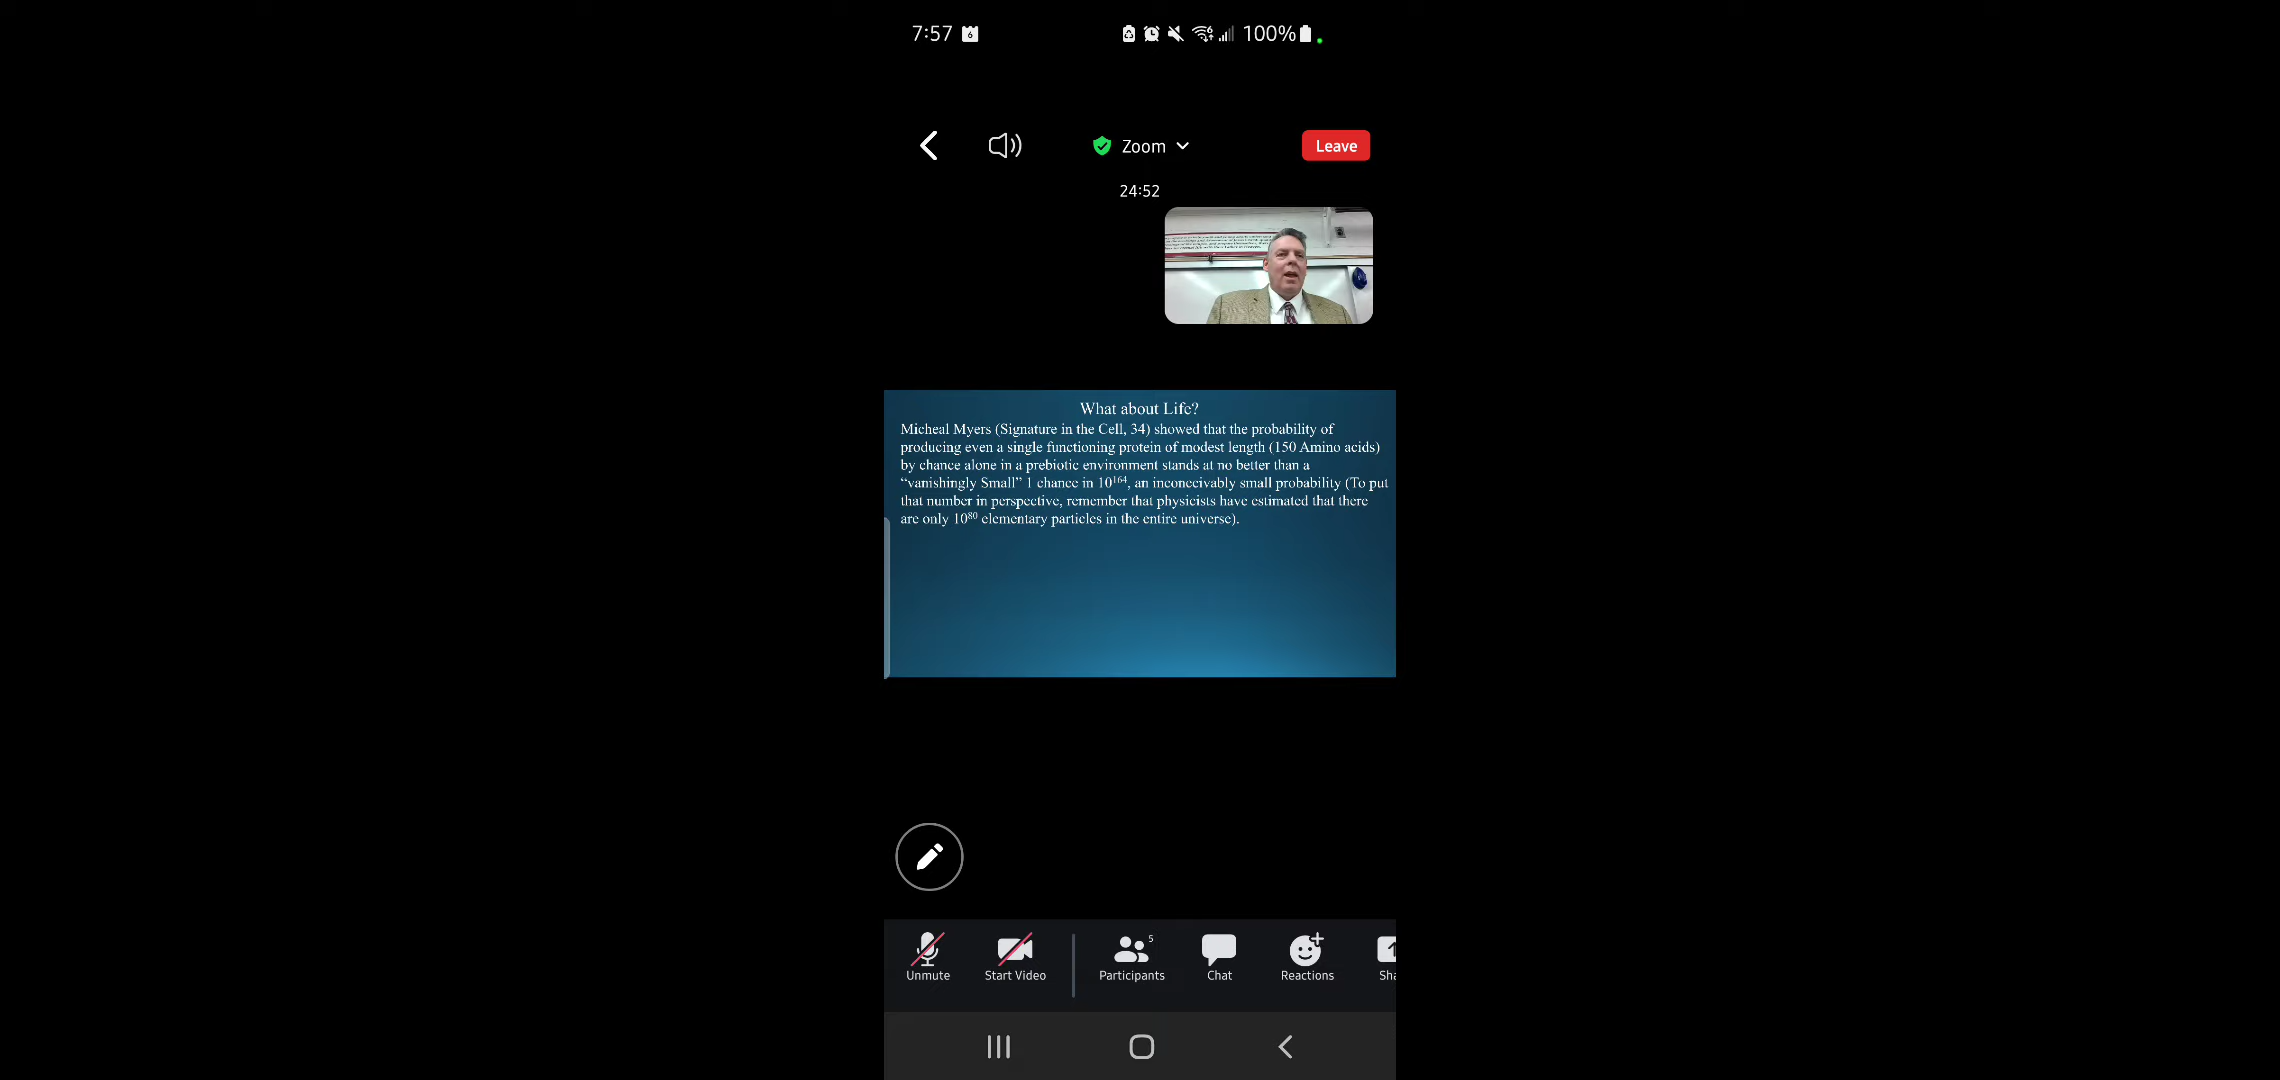 7:57 6 100%
Zoom Leave
24:52
What about Life?
Micheal Myers (Signature in the Cell, 34) showed that the probability of
producing even a single functioning protein of modest length (150 Amino acids)
by chance alone in a prebiotic environment stands at no better than a
“vanishingly Small” 1 chance in 10¹⁶⁴, an inconceivably small probability (To put
that number in perspective, remember that physicists have estimated that there
are only 10⁸⁰ elementary particles in the entire universe).
5
Unmute Start Video Participants Chat Reactions Sha